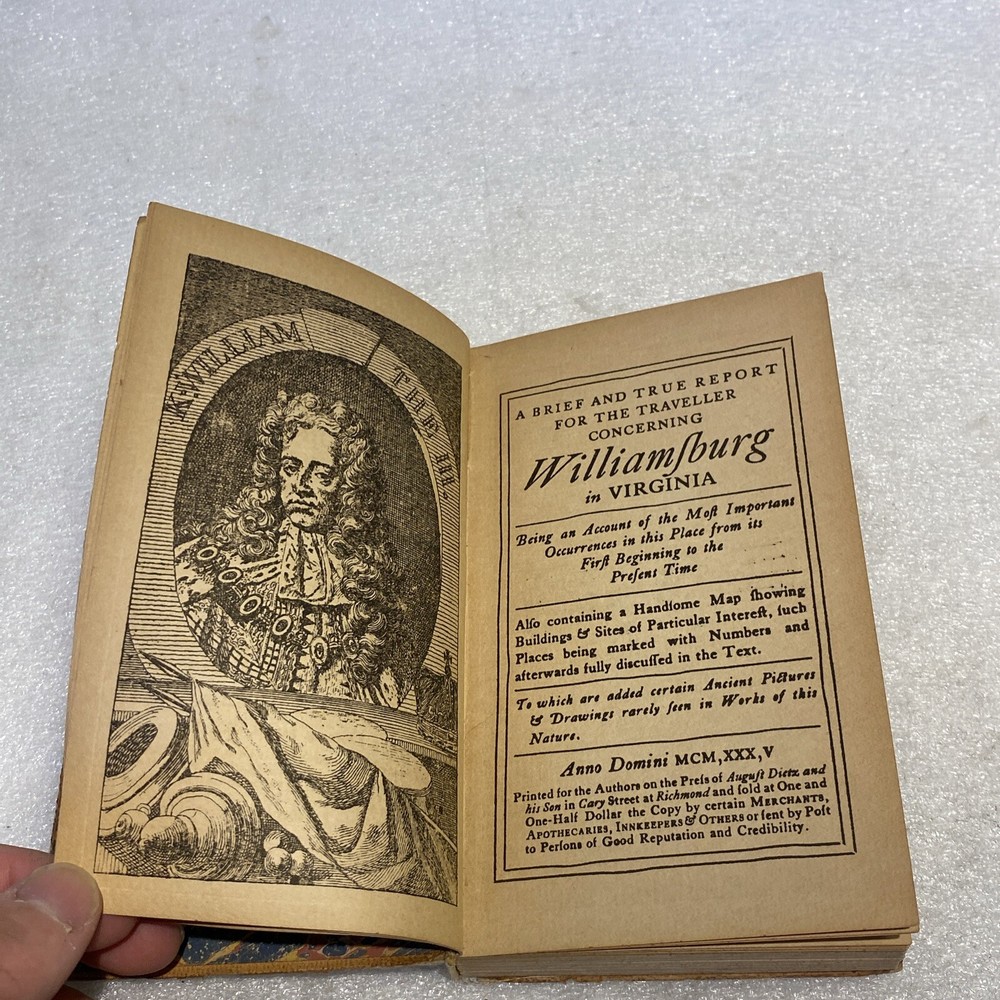 K. WILLIAM THE III
A BRIEF AND TRUE REPORT
FOR THE TRAVELLER
CONCERNING
Williamſburg
in VIRGINIA
Being an Account of the Moſt Important
Occurrences in this Place from its
Firſt Beginning to the
Preſent Time
Alſo containing a Handſome Map ſhowing
Buildings & Sites of Particular Intereſt, ſuch
Places being marked with Numbers and
afterwards fully diſcuſſed in the Text.
To which are added certain Ancient Pictures
& Drawings rarely ſeen in Works of this
Nature.
Anno Domini MCM,XXX,V
Printed for the Authors on the Preſs of Auguſt Dietz and
his Son in Cary Street at Richmond and ſold at One and
One-Half Dollar the Copy by certain MERCHANTS,
APOTHECARIES, INNKEEPERS & OTHERS or ſent by Poſt
to Perſons of Good Reputation and Credibility.